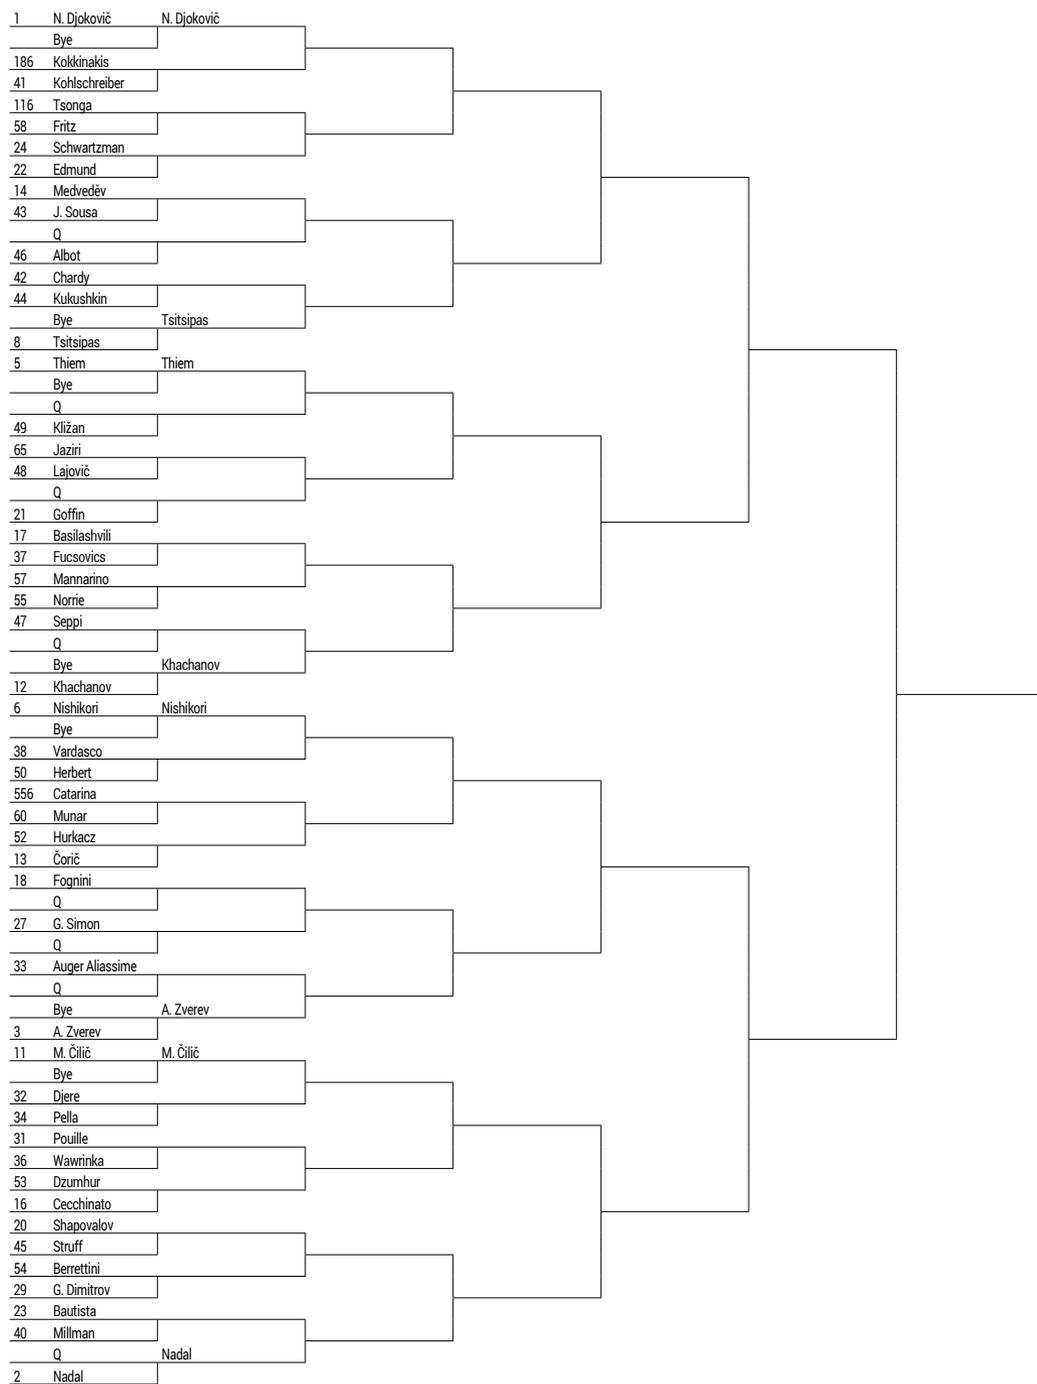 1 N. Djokovič N. Djokovič
Bye
186 Kokkinakis
41 Kohlschreiber
116 Tsonga
58 Fritz
24 Schwartzman
22 Edmund
14 Medveděv
43 J. Sousa
Q
46 Albot
42 Chardy
44 Kukushkin
Bye Tsitsipas
8 Tsitsipas
5 Thiem Thiem
Bye
Q
49 Kližan
65 Jaziri
48 Lajovič
Q
21 Goffin
17 Basilashvili
37 Fucsovics
57 Mannarino
55 Norrie
47 Seppi
Q
Bye Khachanov
12 Khachanov
6 Nishikori Nishikori
Bye
38 Vardasco
50 Herbert
556 Catarina
60 Munar
52 Hurkacz
13 Čorič
18 Fognini
Q
27 G. Simon
Q
33 Auger Aliassime
Q
Bye A. Zverev
3 A. Zverev
11 M. Čilič M. Čilič
Bye
32 Djere
34 Pella
31 Pouille
36 Wawrinka
53 Dzumhur
16 Cecchinato
20 Shapovalov
45 Struff
54 Berrettini
29 G. Dimitrov
23 Bautista
40 Millman
Q Nadal
2 Nadal